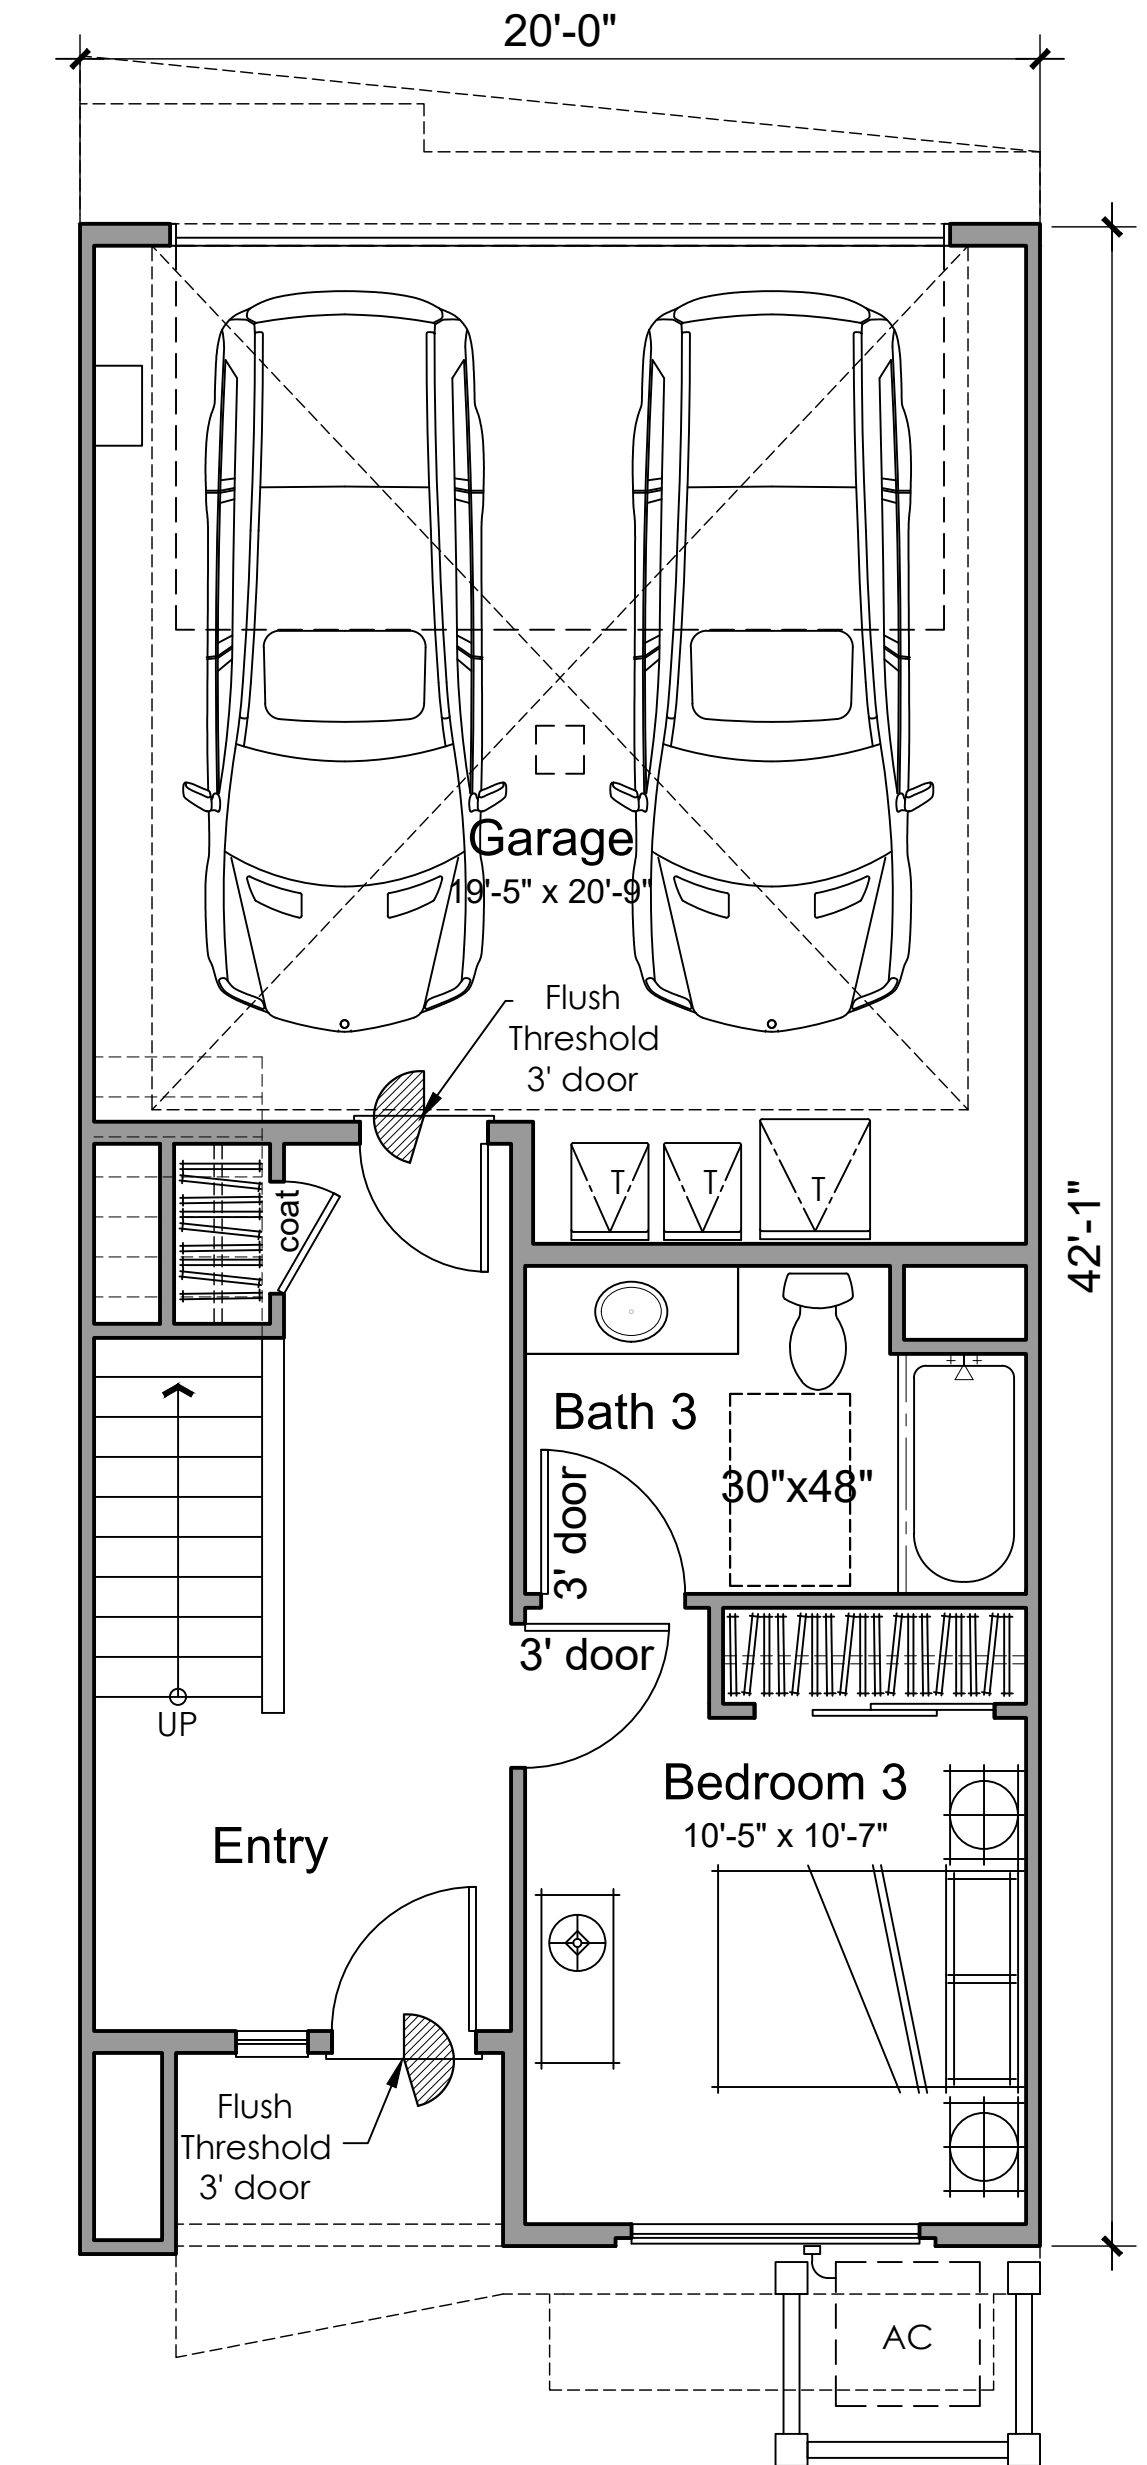 20'-0"
Garage
19'-5" x 20'-9"
Flush
Threshold
3' door
T
T
T
coat
42'-1"
Bath 3
30"x48"
3' door
3' door
UP
Bedroom 3
10'-5" x 10'-7"
Entry
Flush
Threshold
3' door
AC